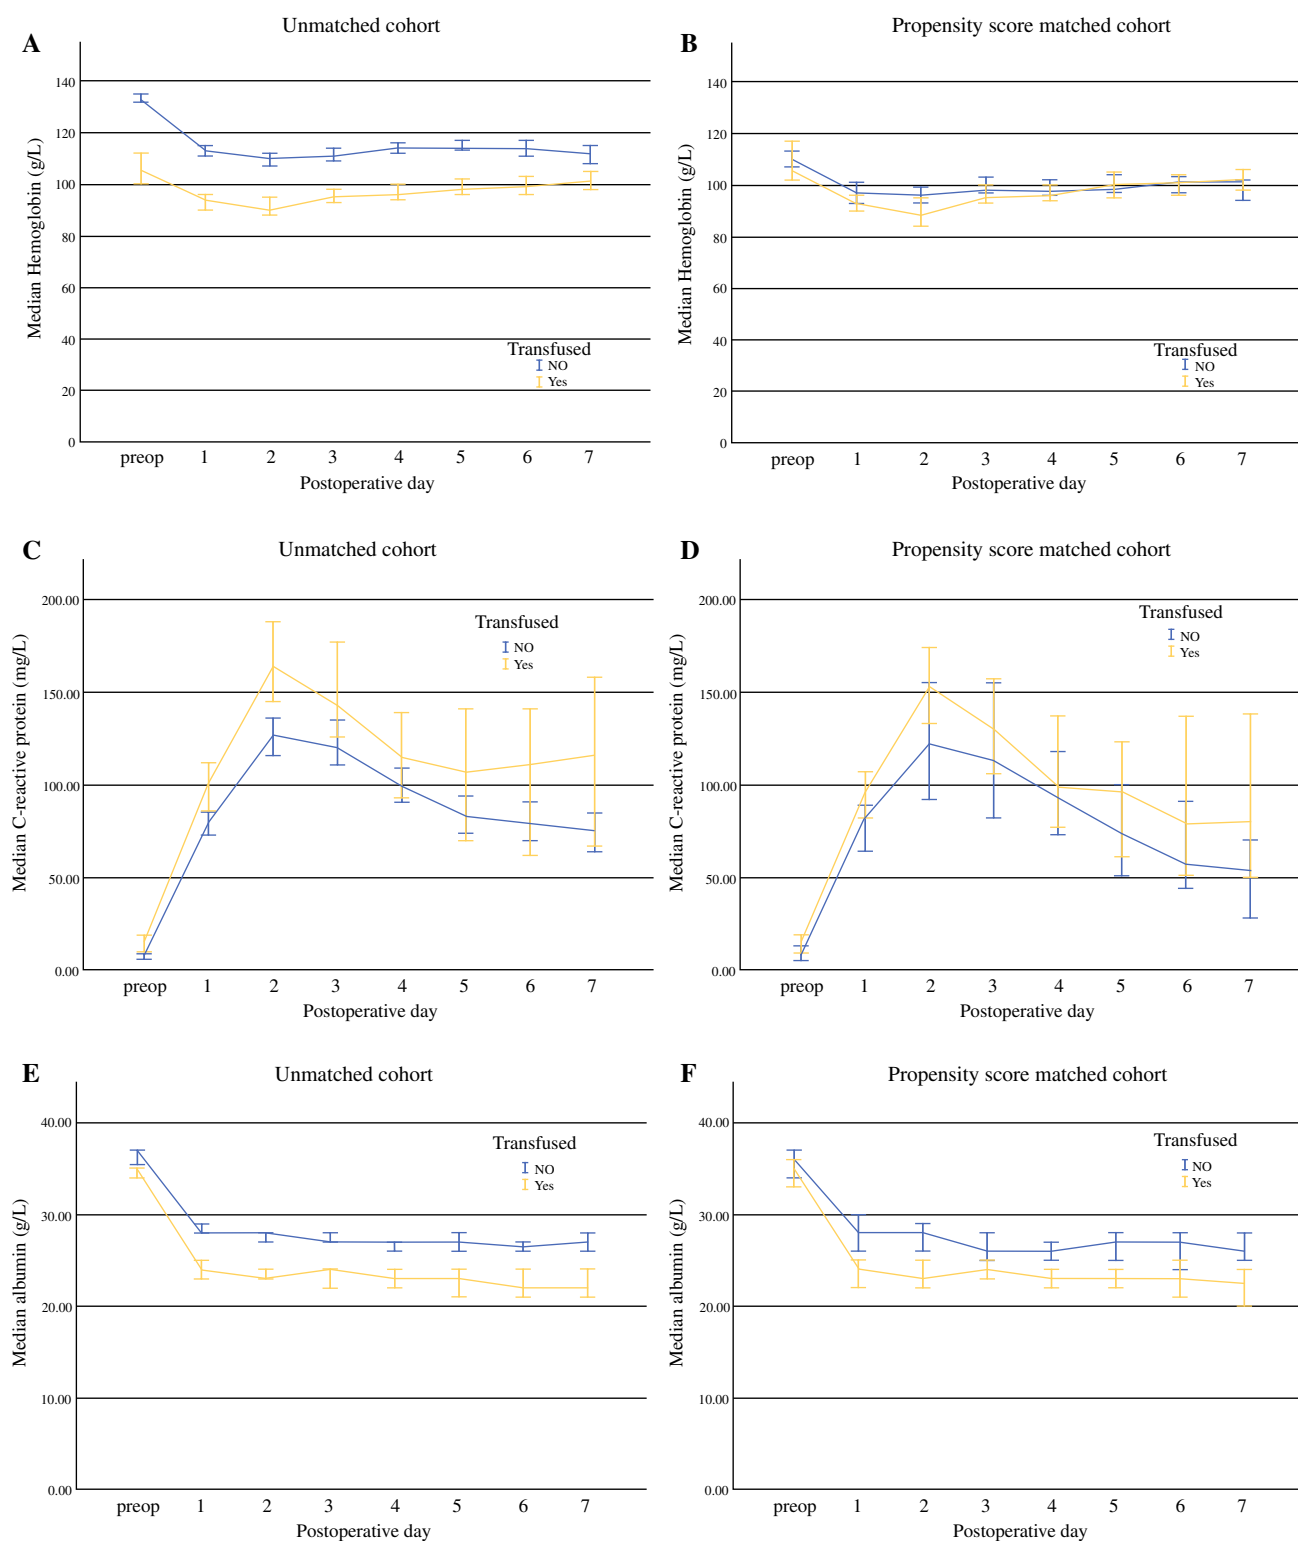 A
Unmatched cohort
Median Hemoglobin (g/L)
140
120
100
80
60
40
20
0
Transfused
NO
Yes
preop 1 2 3 4 5 6 7
Postoperative day
B
Propensity score matched cohort
Median Hemoglobin (g/L)
140
120
100
80
60
40
20
0
Transfused
NO
Yes
preop 1 2 3 4 5 6 7
Postoperative day
C
Unmatched cohort
Median C-reactive protein (mg/L)
200.00
150.00
100.00
50.00
0.00
Transfused
NO
Yes
preop 1 2 3 4 5 6 7
Postoperative day
D
Propensity score matched cohort
Median C-reactive protein (mg/L)
200.00
150.00
100.00
50.00
0.00
Transfused
NO
Yes
preop 1 2 3 4 5 6 7
Postoperative day
E
Unmatched cohort
Median albumin (g/L)
40.00
30.00
20.00
10.00
0.00
Transfused
NO
Yes
preop 1 2 3 4 5 6 7
Postoperative day
F
Propensity score matched cohort
Median albumin (g/L)
40.00
30.00
20.00
10.00
0.00
Transfused
NO
Yes
preop 1 2 3 4 5 6 7
Postoperative day